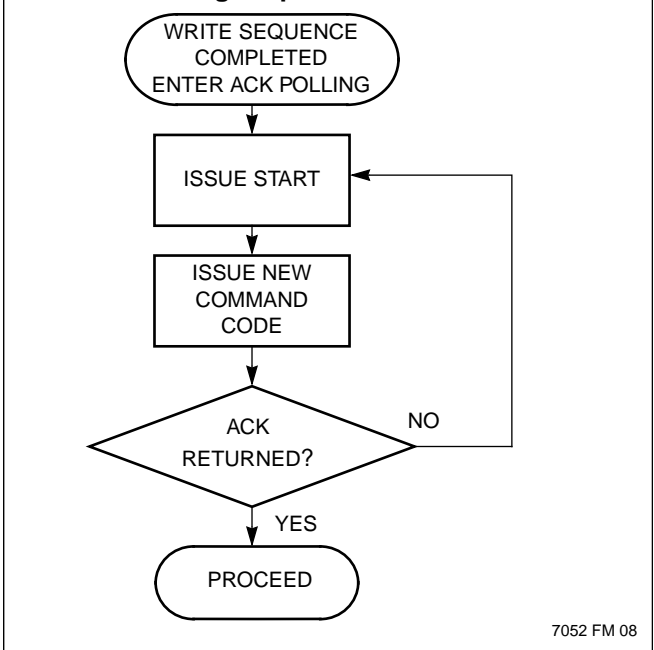 WRITE SEQUENCE
COMPLETED
ENTER ACK POLLING
ISSUE START
ISSUE NEW
COMMAND
CODE
ACK
RETURNED?
NO
YES
PROCEED
7052 FM 08